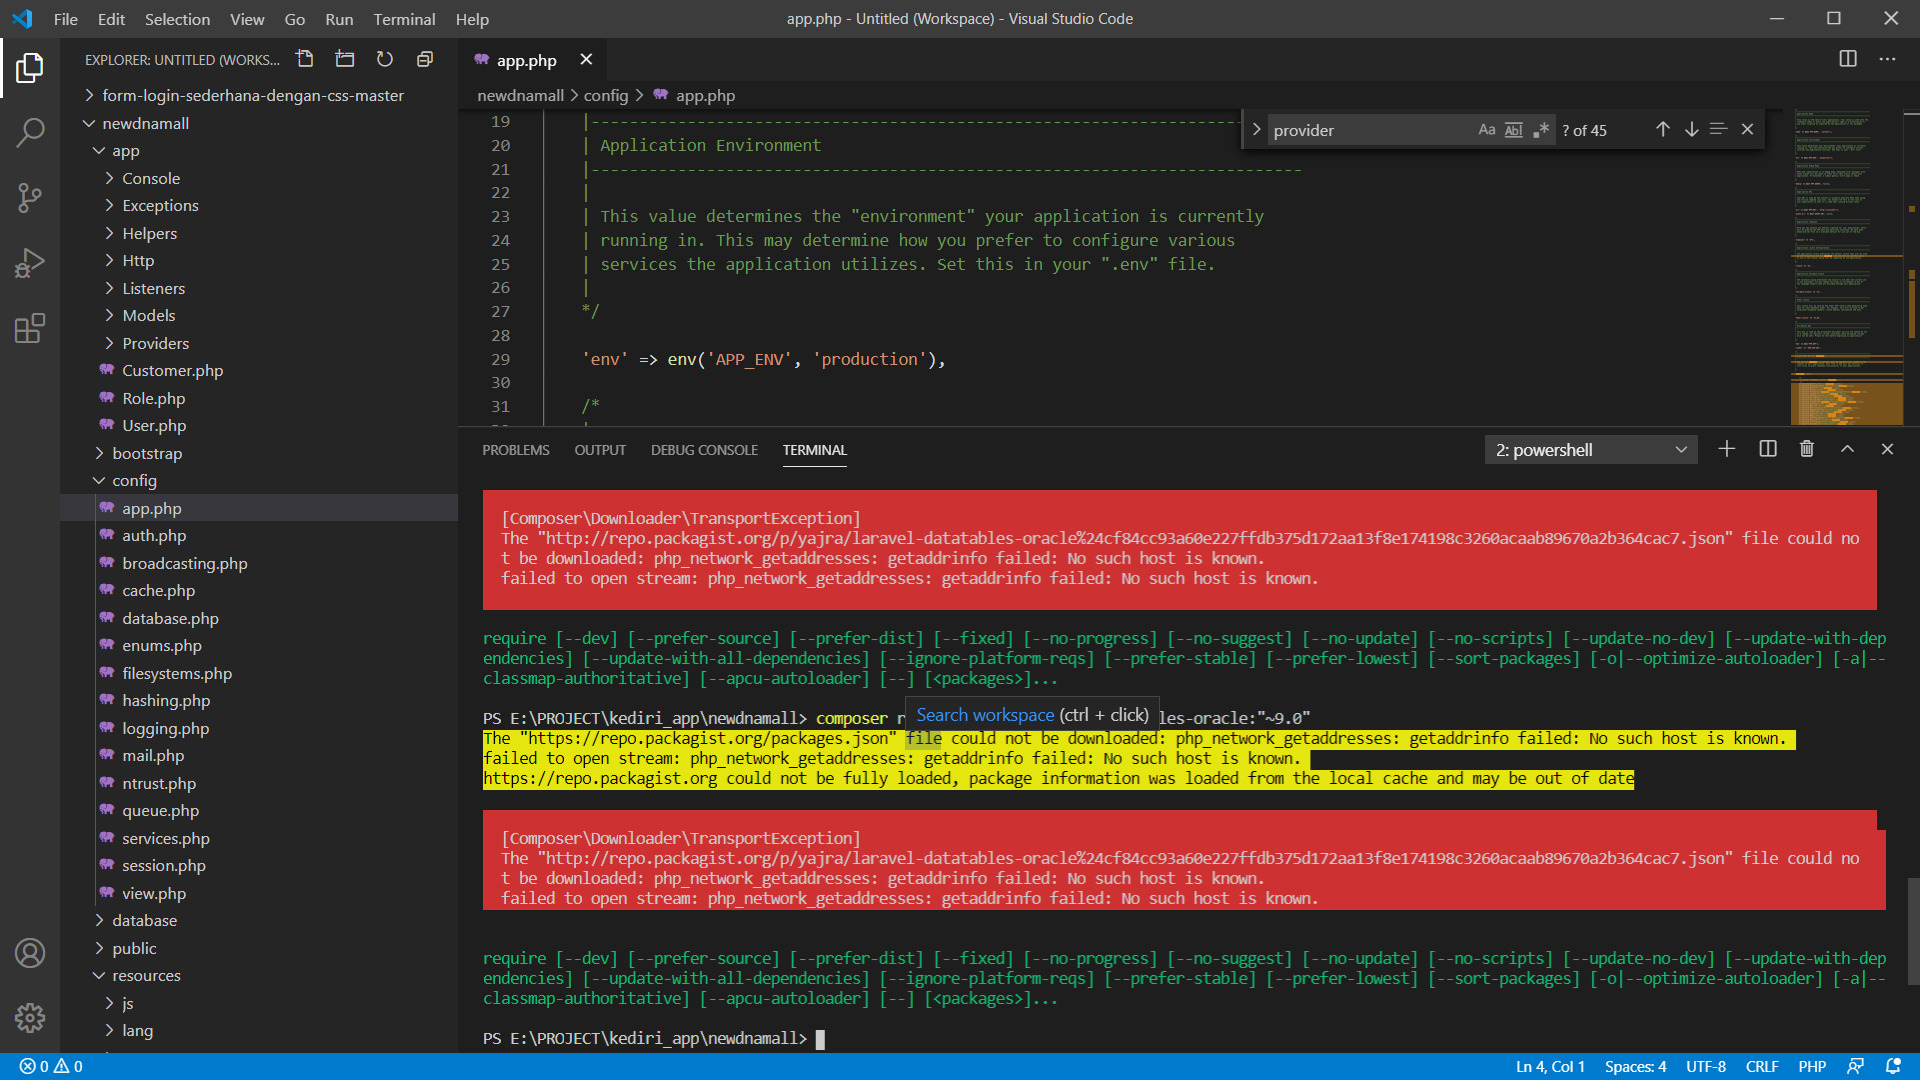 File Edit Selection View Go Run Terminal Help
app.php - Untitled (Workspace) - Visual Studio Code
EXPLORER: UNTITLED (WORKS...
form-login-sederhana-dengan-css-master
newdnamall
app
Console
Exceptions
Helpers
Http
Listeners
Models
Providers
Customer.php
Role.php
User.php
bootstrap
config
app.php
auth.php
broadcasting.php
cache.php
database.php
enums.php
filesystems.php
hashing.php
logging.php
mail.php
ntrust.php
queue.php
services.php
session.php
view.php
database
public
resources
js
lang
app.php
newdnamall > config > app.php
provider
Aa Abl .* ? of 45
19 |--------------------------------------------------------------------------
20 | Application Environment
21 |--------------------------------------------------------------------------
22 |
23 | This value determines the "environment" your application is currently
24 | running in. This may determine how you prefer to configure various
25 | services the application utilizes. Set this in your ".env" file.
26 |
27 */
28
29 'env' => env('APP_ENV', 'production'),
30
31 /*
PROBLEMS OUTPUT DEBUG CONSOLE TERMINAL
2: powershell
[Composer\Downloader\TransportException]
The "http://repo.packagist.org/p/yajra/laravel-datatables-oracle%24cf84cc93a60e227ffdb375d172aa13f8e174198c3260acaab89670a2b364cac7.json" file could no
t be downloaded: php_network_getaddresses: getaddrinfo failed: No such host is known.
failed to open stream: php_network_getaddresses: getaddrinfo failed: No such host is known.
require [--dev] [--prefer-source] [--prefer-dist] [--fixed] [--no-progress] [--no-suggest] [--no-update] [--no-scripts] [--update-no-dev] [--update-with-dep
endencies] [--update-with-all-dependencies] [--ignore-platform-reqs] [--prefer-stable] [--prefer-lowest] [--sort-packages] [-o|--optimize-autoloader] [-a|--
classmap-authoritative] [--apcu-autoloader] [--] [<packages>]...
Search workspace (ctrl + click)
PS E:\PROJECT\kediri_app\newdnamall> composer r les-oracle:"~9.0"
The "https://repo.packagist.org/packages.json" file could not be downloaded: php_network_getaddresses: getaddrinfo failed: No such host is known.
failed to open stream: php_network_getaddresses: getaddrinfo failed: No such host is known.
https://repo.packagist.org could not be fully loaded, package information was loaded from the local cache and may be out of date
[Composer\Downloader\TransportException]
The "http://repo.packagist.org/p/yajra/laravel-datatables-oracle%24cf84cc93a60e227ffdb375d172aa13f8e174198c3260acaab89670a2b364cac7.json" file could no
t be downloaded: php_network_getaddresses: getaddrinfo failed: No such host is known.
failed to open stream: php_network_getaddresses: getaddrinfo failed: No such host is known.
require [--dev] [--prefer-source] [--prefer-dist] [--fixed] [--no-progress] [--no-suggest] [--no-update] [--no-scripts] [--update-no-dev] [--update-with-dep
endencies] [--update-with-all-dependencies] [--ignore-platform-reqs] [--prefer-stable] [--prefer-lowest] [--sort-packages] [-o|--optimize-autoloader] [-a|--
classmap-authoritative] [--apcu-autoloader] [--] [<packages>]...
PS E:\PROJECT\kediri_app\newdnamall>
0 0
Ln 4, Col 1 Spaces: 4 UTF-8 CRLF PHP